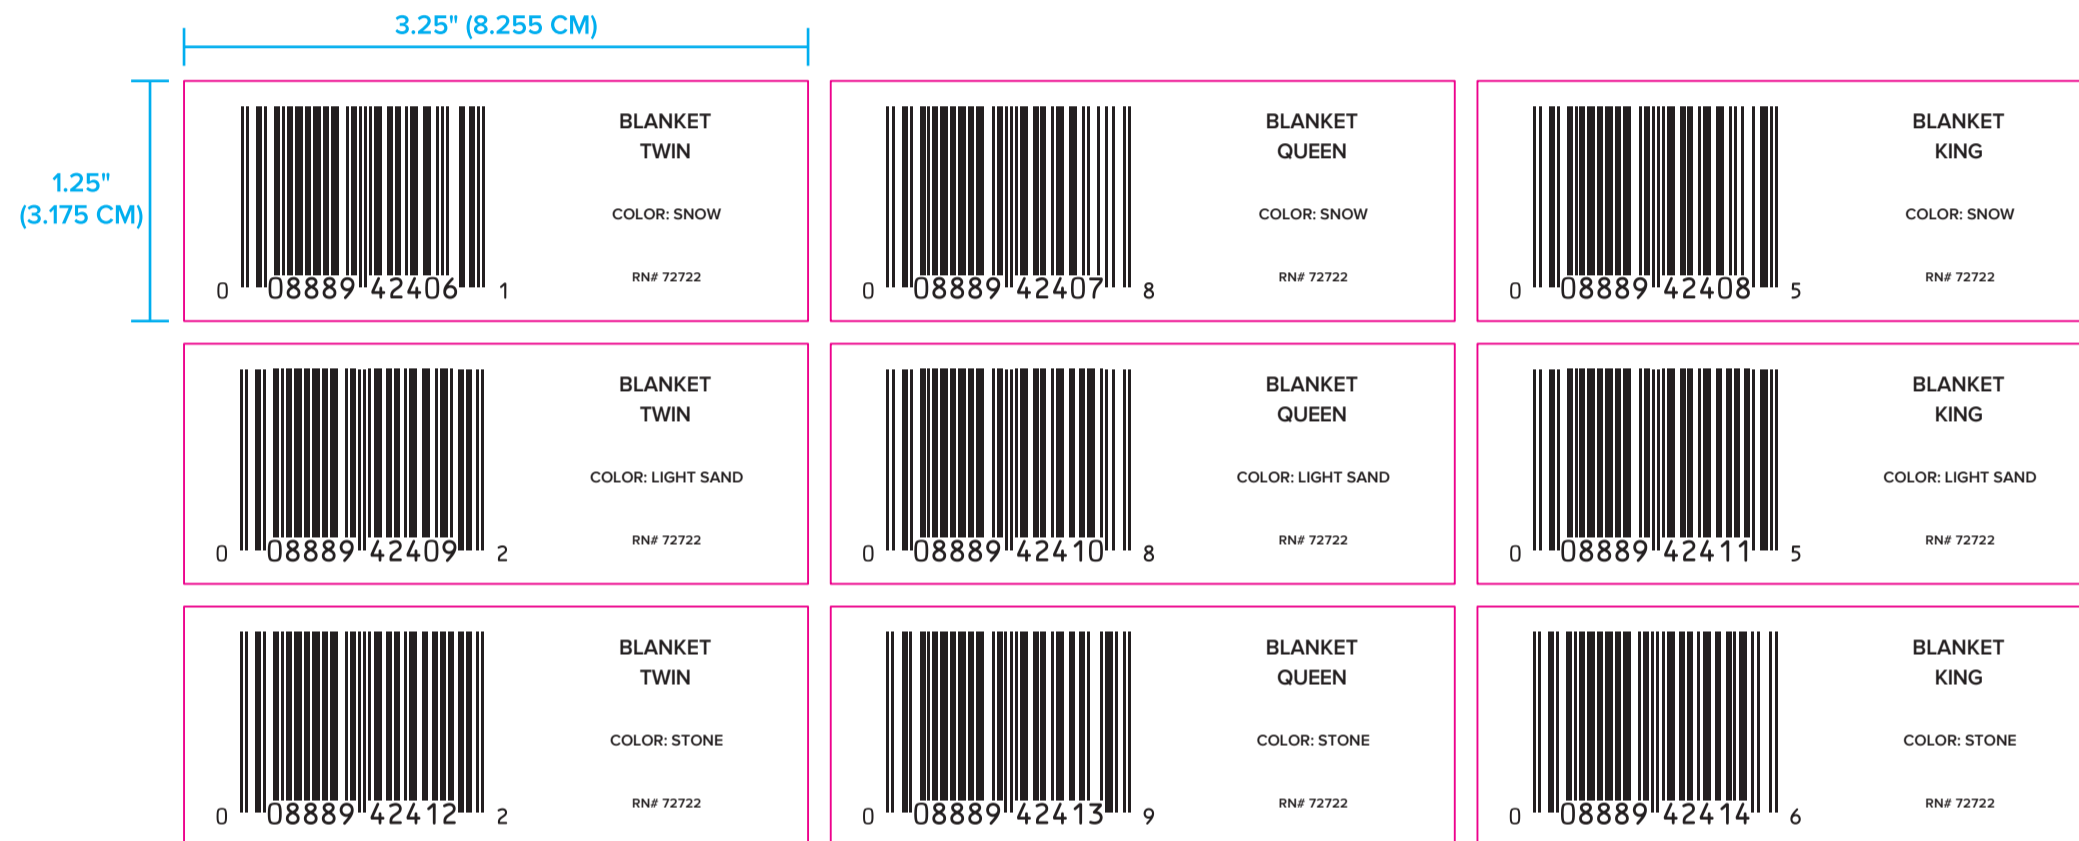 3.25" (8.255 CM)
1.25"
(3.175 CM)
BLANKET
TWIN
COLOR: SNOW
RN# 72722
0 08889 42406 1
BLANKET
QUEEN
COLOR: SNOW
RN# 72722
0 08889 42407 8
BLANKET
KING
COLOR: SNOW
RN# 72722
0 08889 42408 5
BLANKET
TWIN
COLOR: LIGHT SAND
RN# 72722
0 08889 42409 2
BLANKET
QUEEN
COLOR: LIGHT SAND
RN# 72722
0 08889 42410 8
BLANKET
KING
COLOR: LIGHT SAND
RN# 72722
0 08889 42411 5
BLANKET
TWIN
COLOR: STONE
RN# 72722
0 08889 42412 2
BLANKET
QUEEN
COLOR: STONE
RN# 72722
0 08889 42413 9
BLANKET
KING
COLOR: STONE
RN# 72722
0 08889 42414 6